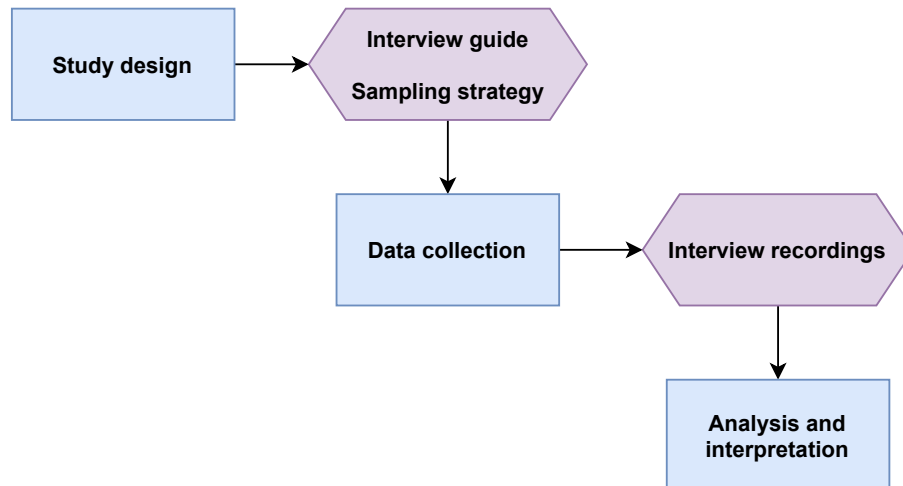 Study design
Interview guide
Sampling strategy
Data collection
Interview recordings
Analysis and
interpretation